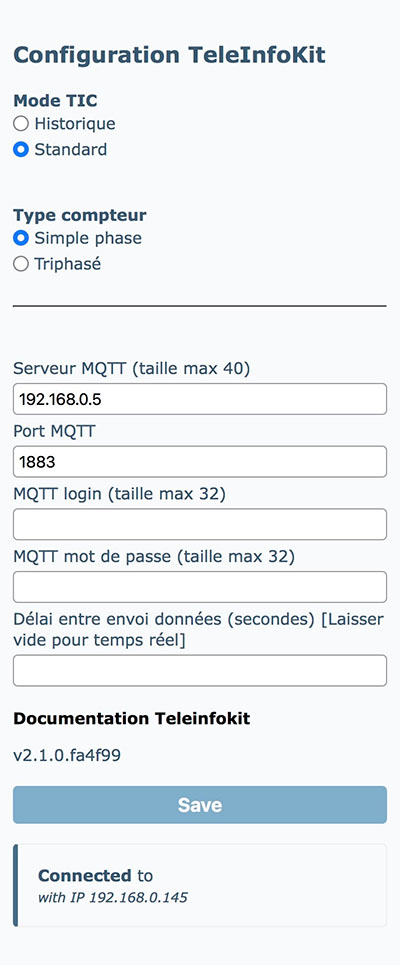 Configuration TeleInfoKit
Mode TIC
Historique
Standard
Type compteur
Simple phase
Triphasé
Serveur MQTT (taille max 40)
192.168.0.5
Port MQTT
1883
MQTT login (taille max 32)
MQTT mot de passe (taille max 32)
Délai entre envoi données (secondes) [Laisser
vide pour temps réel]
Documentation Teleinfokit
v2.1.0.fa4f99
Save
Connected to
with IP 192.168.0.145